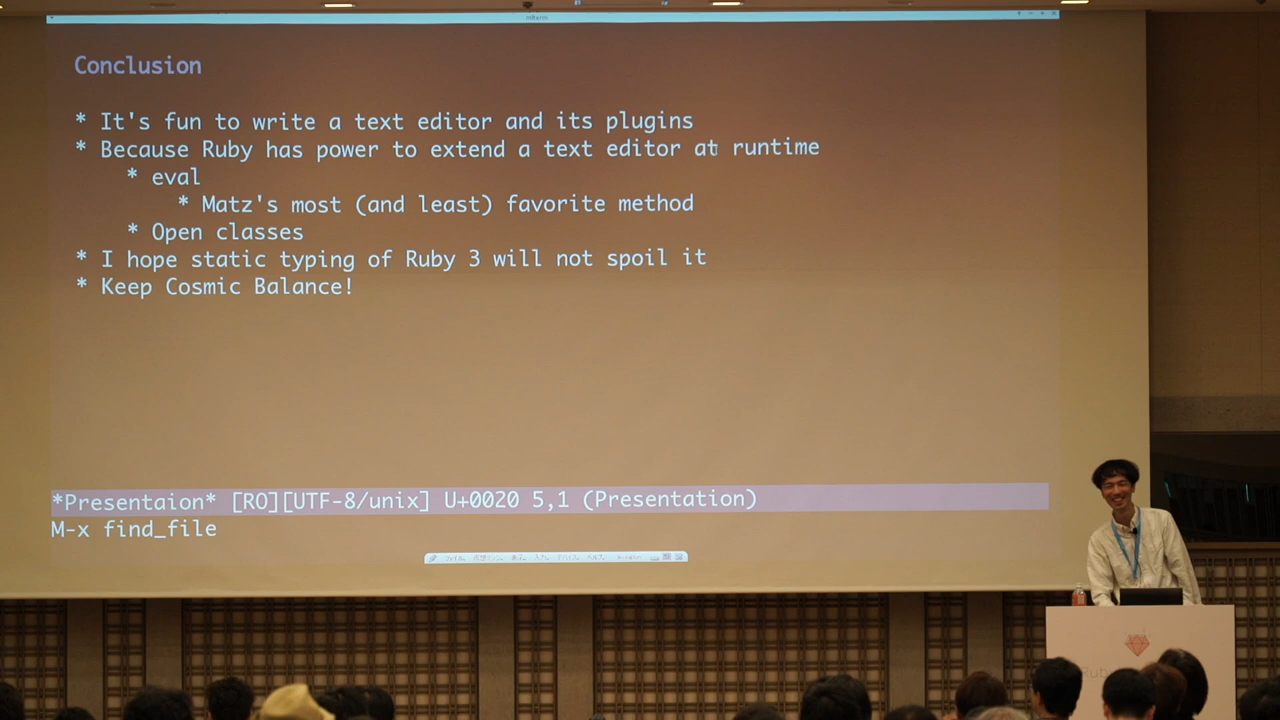 mlterm
Conclusion
* It's fun to write a text editor and its plugins
* Because Ruby has power to extend a text editor at runtime
* eval
* Matz's most (and least) favorite method
* Open classes
* I hope static typing of Ruby 3 will not spoil it
* Keep Cosmic Balance!
*Presentaion* [RO][UTF-8/unix] U+0020 5,1 (Presentation)
M-x find_file
Ruby